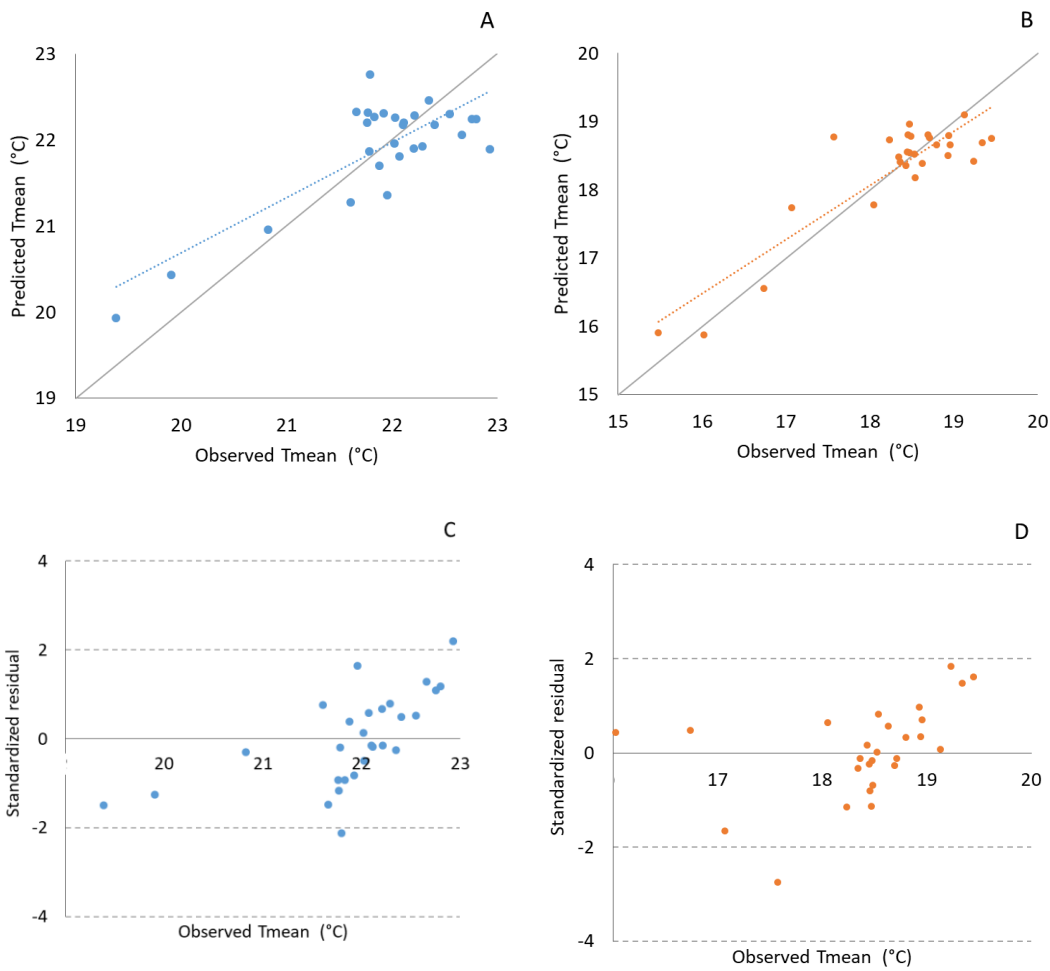 A
23
22
21
20
19
19 20 21 22 23
Predicted Tmean (°C)
Observed Tmean (°C)
B
20
19
18
17
16
15
15 16 17 18 19 20
Predicted Tmean (°C)
Observed Tmean (°C)
C
4
2
0
-2
-4
20 21 22 23
Standardized residual
Observed Tmean (°C)
D
4
2
0
-2
-4
17 18 19 20
Standardized residual
Observed Tmean (°C)